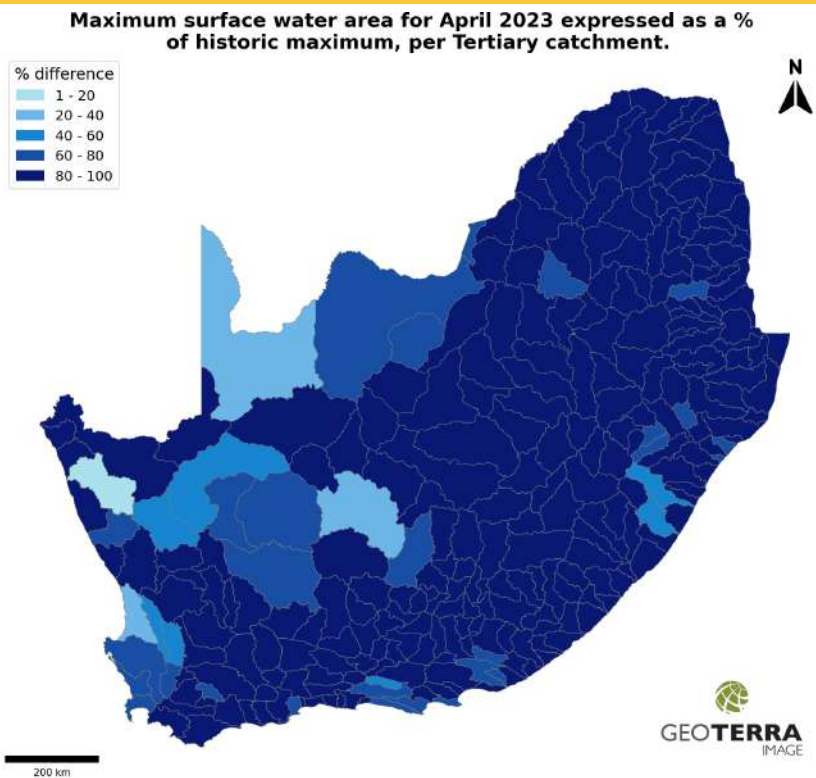 Maximum surface water area for April 2023 expressed as a %
of historic maximum, per Tertiary catchment.
% difference
1 - 20
20 - 40
40 - 60
60 - 80
80 - 100
N
GEOTERRA
IMAGE
200 km